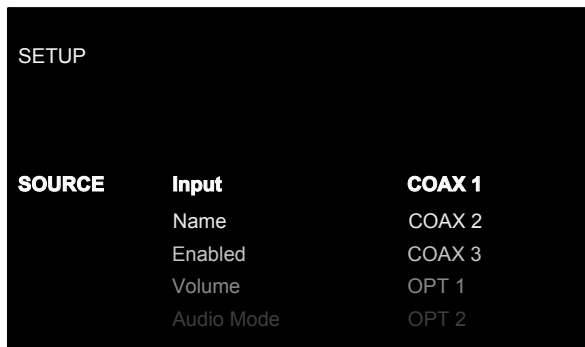 SETUP
SOURCE Input COAX 1
Name COAX 2
Enabled COAX 3
Volume OPT 1
Audio Mode OPT 2